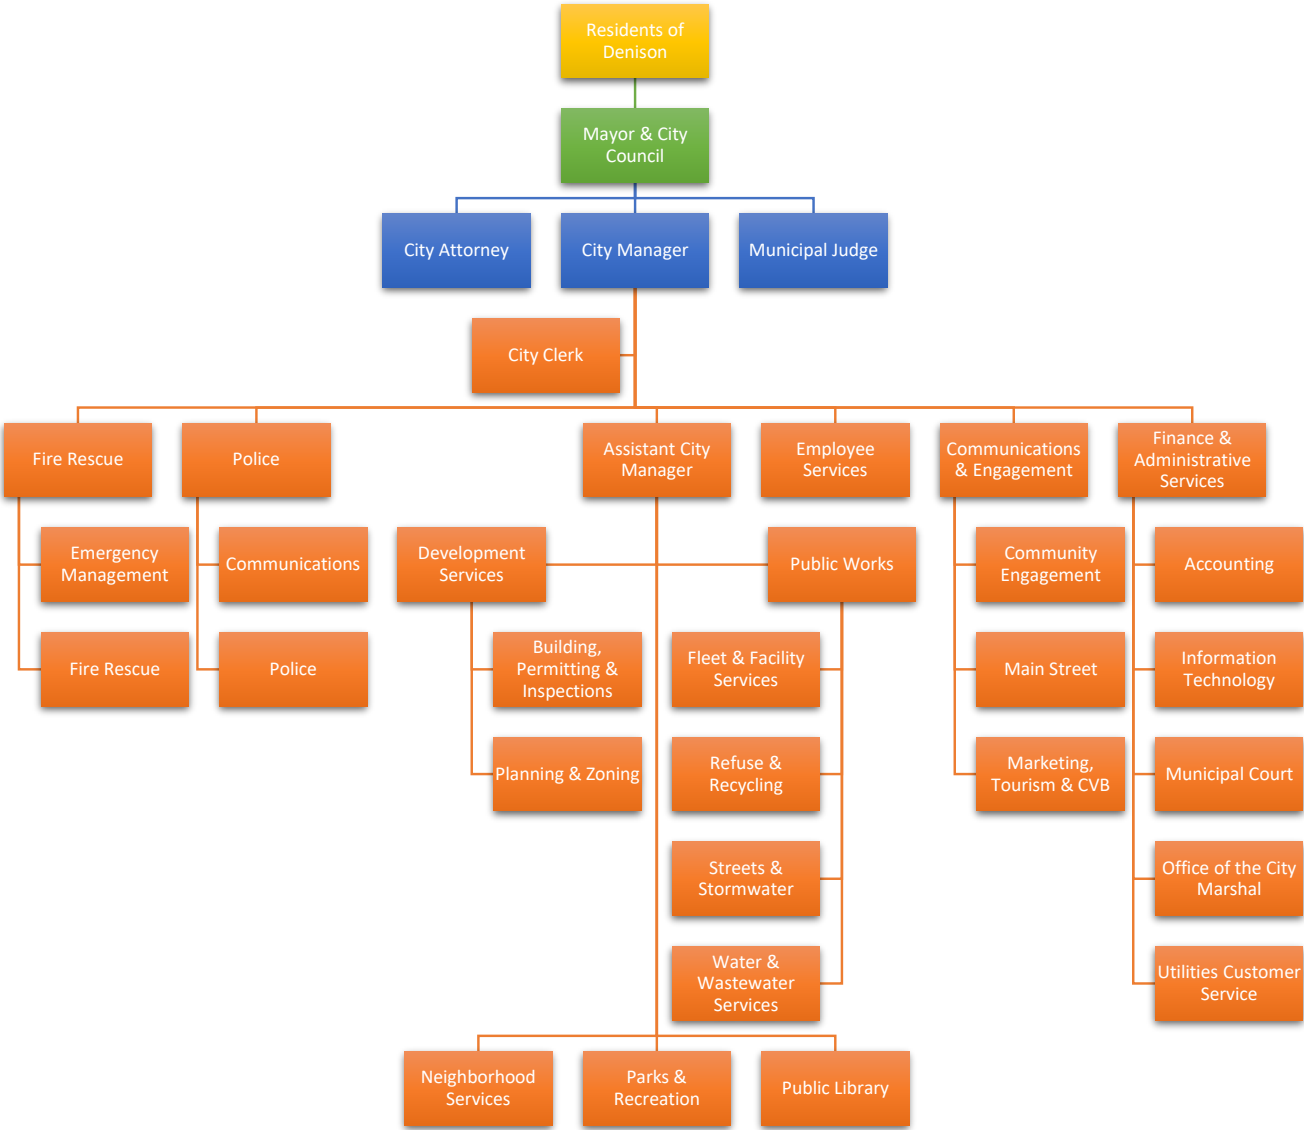 Residents of
Denison
Mayor & City
Council
City Attorney
City Manager
Municipal Judge
City Clerk
Fire Rescue
Police
Assistant City
Manager
Employee
Services
Communications
& Engagement
Finance &
Administrative
Services
Emergency
Management
Communications
Development
Services
Public Works
Community
Engagement
Accounting
Fire Rescue
Police
Building,
Permitting &
Inspections
Fleet & Facility
Services
Main Street
Information
Technology
Planning & Zoning
Refuse &
Recycling
Marketing,
Tourism & CVB
Municipal Court
Streets &
Stormwater
Office of the City
Marshal
Water &
Wastewater
Services
Utilities Customer
Service
Neighborhood
Services
Parks &
Recreation
Public Library